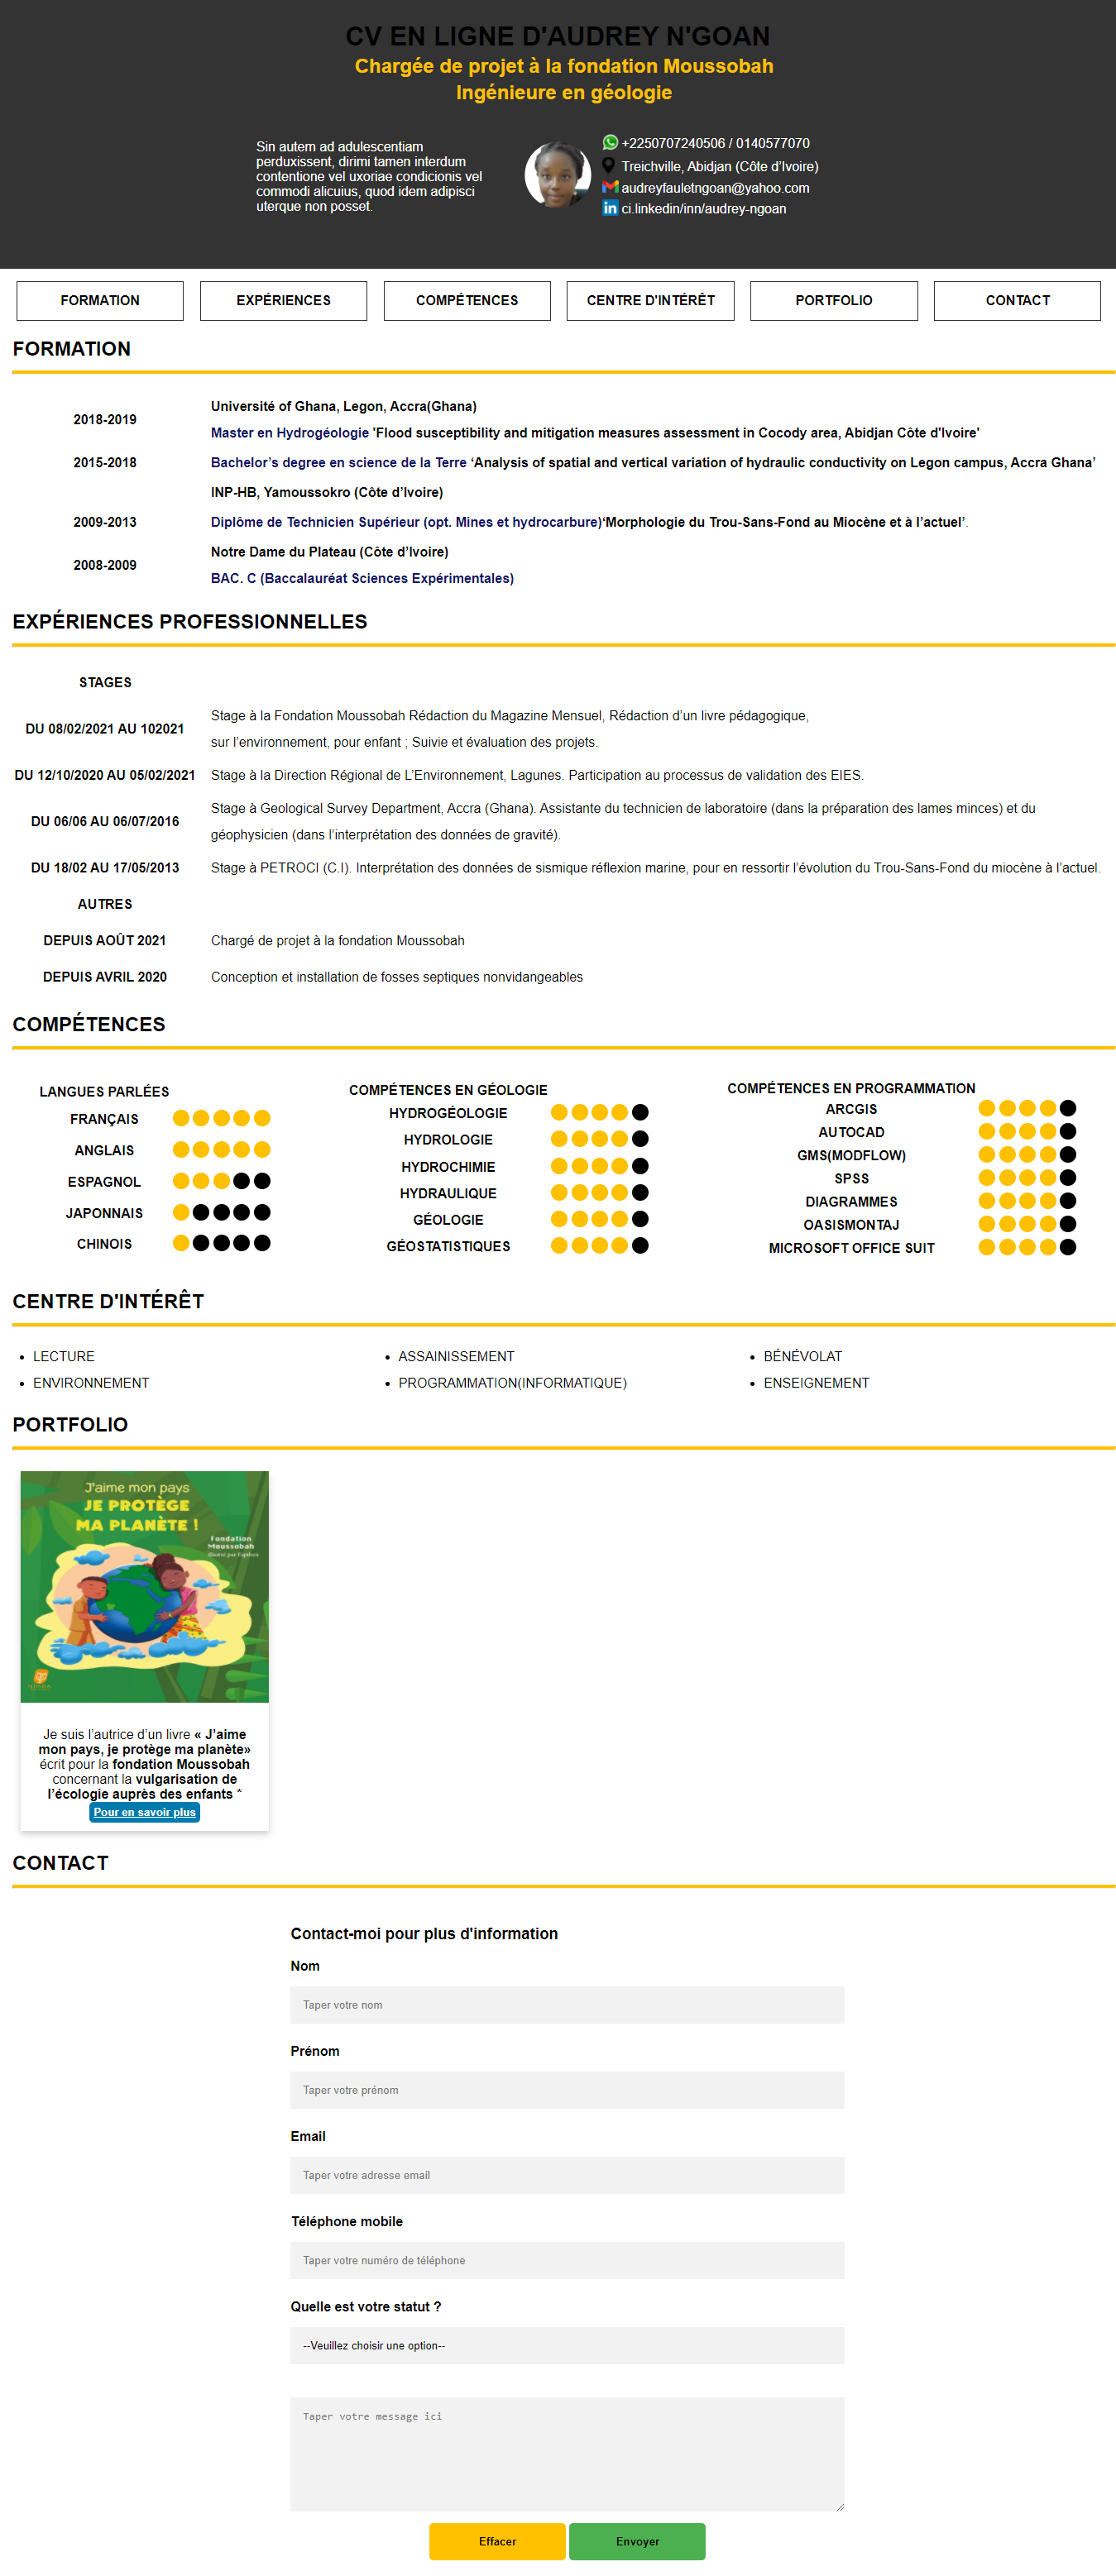 CV EN LIGNE D'AUDREY N'GOAN
Chargée de projet à la fondation Moussobah
Ingénieure en géologie
Sin autem ad adulescentiam
perduxissent, dirimi tamen interdum
contentione vel uxoriae condicionis vel
commodi alicuius, quod idem adipisci
uterque non posset.
+2250707240506 / 0140577070
Treichville, Abidjan (Côte d’Ivoire)
audreyfauletngoan@yahoo.com
ci.linkedin/inn/audrey-ngoan
FORMATION
EXPÉRIENCES
COMPÉTENCES
CENTRE D'INTÉRÊT
PORTFOLIO
CONTACT
FORMATION
2018-2019
Université of Ghana, Legon, Accra(Ghana)
Master en Hydrogéologie 'Flood susceptibility and mitigation measures assessment in Cocody area, Abidjan Côte d'Ivoire'
2015-2018 Bachelor’s degree en science de la Terre ‘Analysis of spatial and vertical variation of hydraulic conductivity on Legon campus, Accra Ghana’
INP-HB, Yamoussokro (Côte d’Ivoire)
2009-2013 Diplôme de Technicien Supérieur (opt. Mines et hydrocarbure)‘Morphologie du Trou-Sans-Fond au Miocène et à l’actuel’.
2008-2009
Notre Dame du Plateau (Côte d’Ivoire)
BAC. C (Baccalauréat Sciences Expérimentales)
EXPÉRIENCES PROFESSIONNELLES
STAGES
DU 08/02/2021 AU 102021
Stage à la Fondation Moussobah Rédaction du Magazine Mensuel, Rédaction d’un livre pédagogique,
sur l’environnement, pour enfant ; Suivie et évaluation des projets.
DU 12/10/2020 AU 05/02/2021 Stage à la Direction Régional de L’Environnement, Lagunes. Participation au processus de validation des EIES.
DU 06/06 AU 06/07/2016
Stage à Geological Survey Department, Accra (Ghana). Assistante du technicien de laboratoire (dans la préparation des lames minces) et du
géophysicien (dans l’interprétation des données de gravité).
DU 18/02 AU 17/05/2013 Stage à PETROCI (C.I). Interprétation des données de sismique réflexion marine, pour en ressortir l’évolution du Trou-Sans-Fond du miocène à l’actuel.
AUTRES
DEPUIS AOÛT 2021 Chargé de projet à la fondation Moussobah
DEPUIS AVRIL 2020 Conception et installation de fosses septiques nonvidangeables
COMPÉTENCES
LANGUES PARLÉES
FRANÇAIS
ANGLAIS
ESPAGNOL
JAPONNAIS
CHINOIS
COMPÉTENCES EN GÉOLOGIE
HYDROGÉOLOGIE
HYDROLOGIE
HYDROCHIMIE
HYDRAULIQUE
GÉOLOGIE
GÉOSTATISTIQUES
COMPÉTENCES EN PROGRAMMATION
ARCGIS
AUTOCAD
GMS(MODFLOW)
SPSS
DIAGRAMMES
OASISMONTAJ
MICROSOFT OFFICE SUIT
CENTRE D'INTÉRÊT
LECTURE
ENVIRONNEMENT
ASSAINISSEMENT
PROGRAMMATION(INFORMATIQUE)
BÉNÉVOLAT
ENSEIGNEMENT
PORTFOLIO
J'aime mon pays
JE PROTÈGE
MA PLANÈTE !
Fondation
Moussobah
Je suis l’autrice d’un livre « J’aime
mon pays, je protège ma planète»
écrit pour la fondation Moussobah
concernant la vulgarisation de
l’écologie auprès des enfants "
Pour en savoir plus
CONTACT
Contact-moi pour plus d'information
Nom
Taper votre nom
Prénom
Taper votre prénom
Email
Taper votre adresse email
Téléphone mobile
Taper votre numéro de téléphone
Quelle est votre statut ?
--Veuillez choisir une option--
Taper votre message ici
Effacer
Envoyer